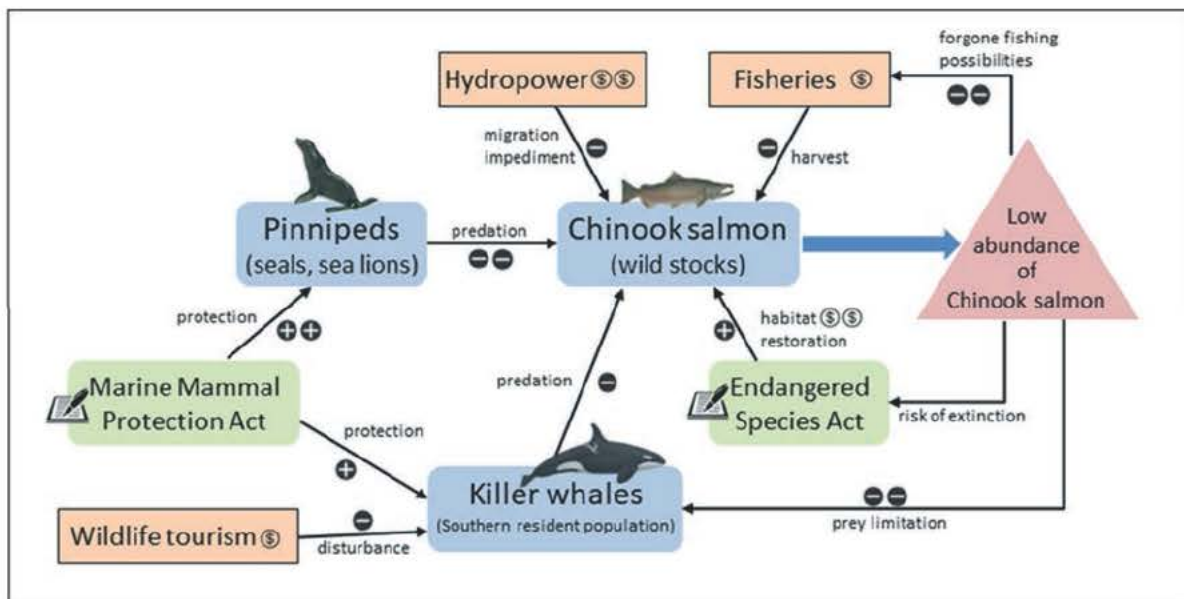 forgone fishing
possibilities
Hydropower $ $
Fisheries $
migration
impediment
harvest
Pinnipeds
(seals, sea lions)
predation
Chinook salmon
(wild stocks)
Low
abundance
of
Chinook salmon
protection
habitat $ $
restoration
Marine Mammal
Protection Act
predation
Endangered
Species Act
risk of extinction
protection
Killer whales
(Southern resident population)
prey limitation
Wildlife tourism $
disturbance